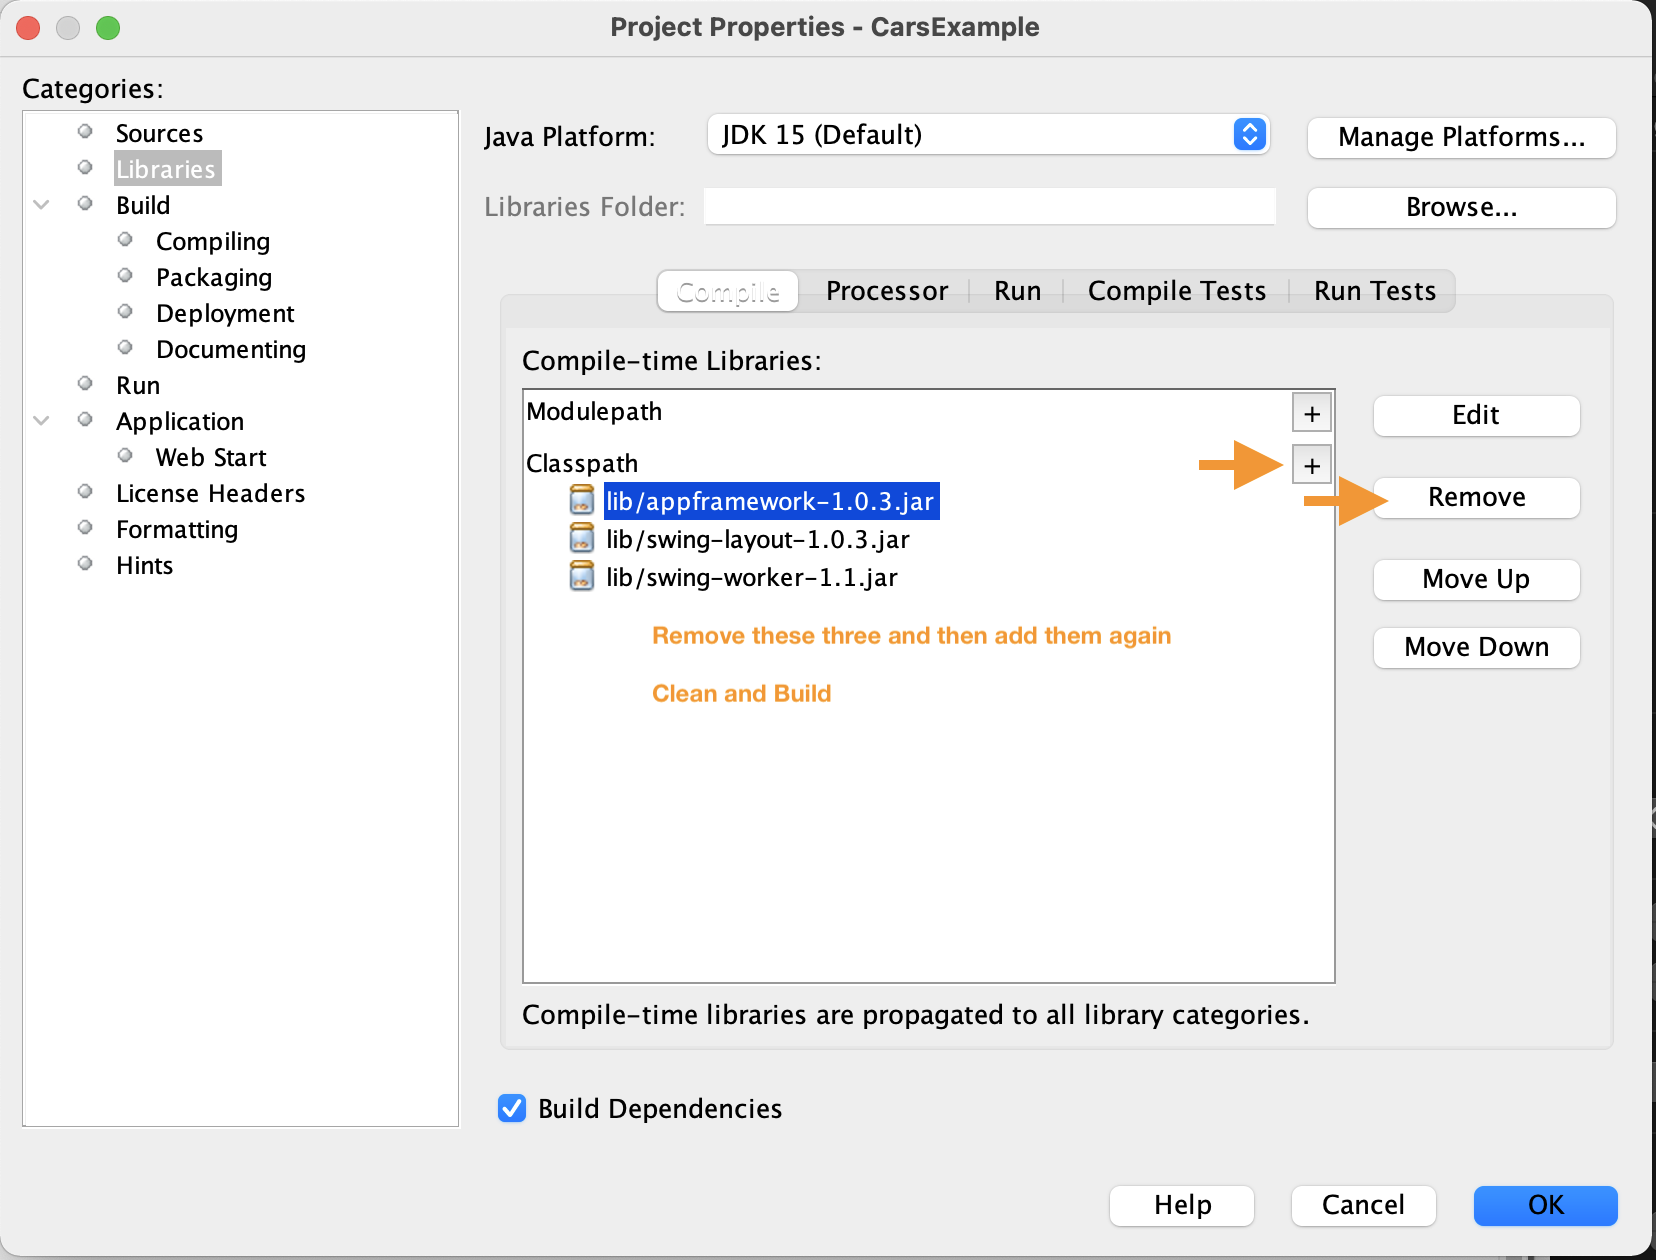 Project Properties - CarsExample
Categories:
Sources
Libraries
Build
Compiling
Packaging
Deployment
Documenting
Run
Application
Web Start
License Headers
Formatting
Hints
Java Platform:
JDK 15 (Default)
Manage Platforms...
Libraries Folder:
Browse...
Compile
Processor
Run
Compile Tests
Run Tests
Compile-time Libraries:
Modulepath
+
Edit
Classpath
+
lib/appframework-1.0.3.jar
Remove
lib/swing-layout-1.0.3.jar
lib/swing-worker-1.1.jar
Move Up
Remove these three and then add them again
Move Down
Clean and Build
Compile-time libraries are propagated to all library categories.
Build Dependencies
Help
Cancel
OK